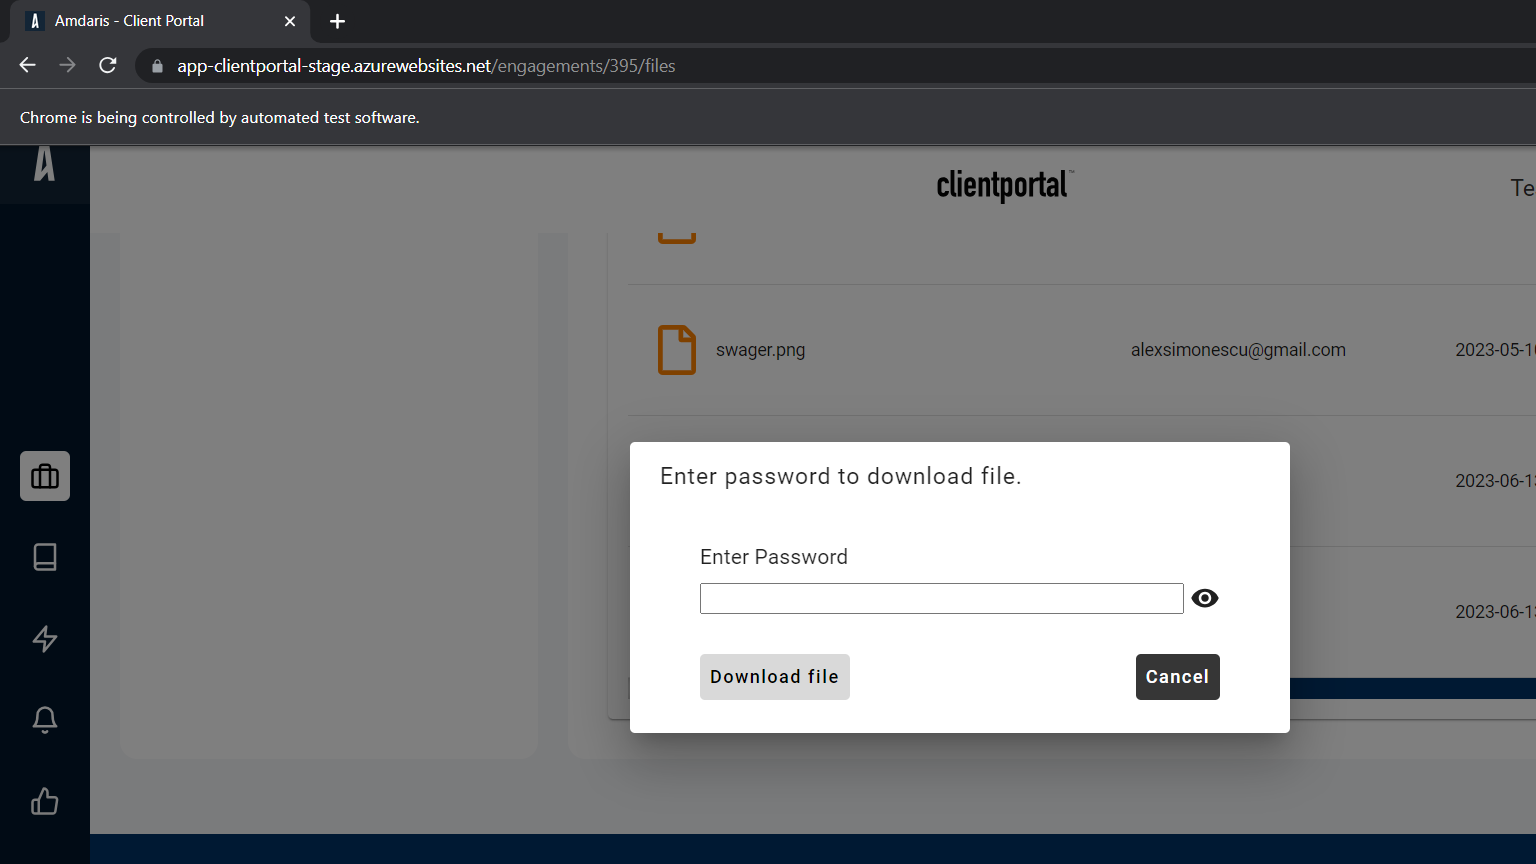 Amdaris - Client Portal
app-clientportal-stage.azurewebsites.net/engagements/395/files
Chrome is being controlled by automated test software.
clientportal™
Te
swager.png
alexsimonescu@gmail.com
2023-05-1
Enter password to download file.
2023-06-1
Enter Password
2023-06-1
Download file
Cancel